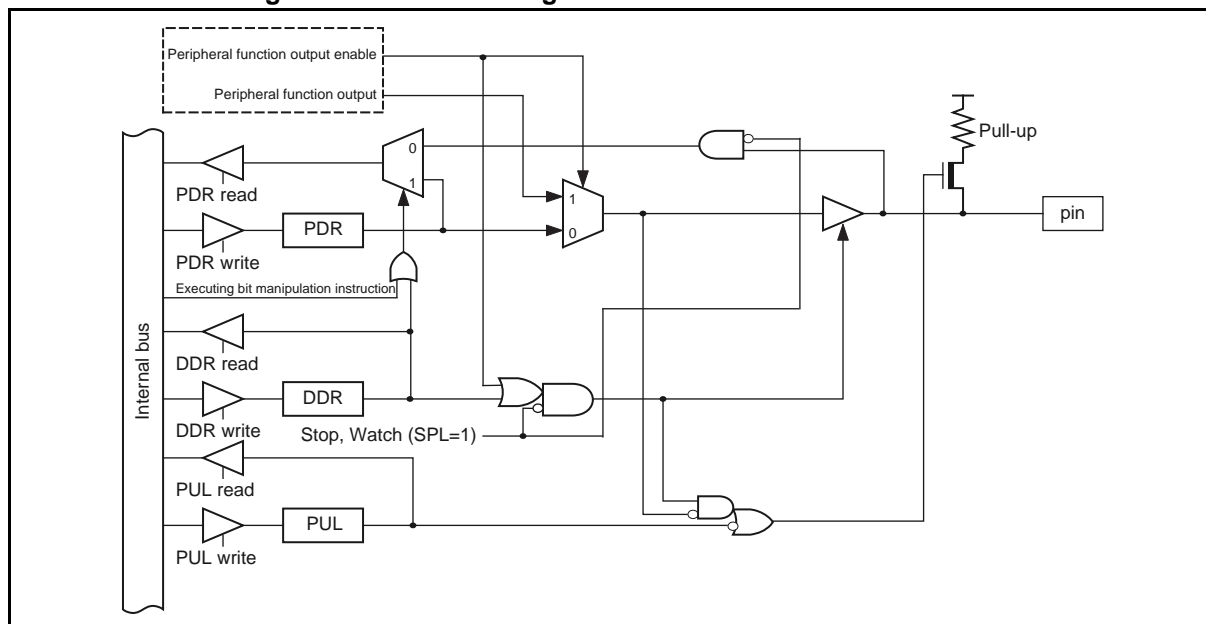 Peripheral function output enable
Peripheral function output
Pull-up
0
1
PDR read
1
0
pin
PDR
PDR write
Executing bit manipulation instruction
Internal bus
DDR read
DDR
DDR write
Stop, Watch (SPL=1)
PUL read
PUL
PUL write